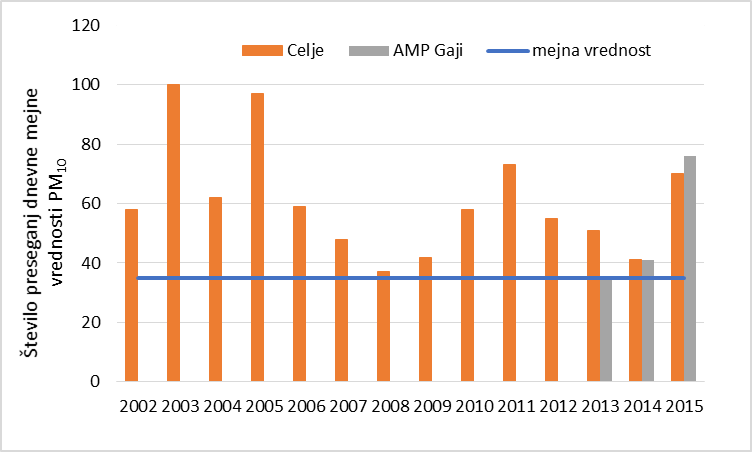 120
Celje AMP Gaji mejna vrednost
100
80
60
40
20
0
Število preseganj dnevne mejne
vrednosti PM10
2002 2003 2004 2005 2006 2007 2008 2009 2010 2011 2012 2013 2014 2015